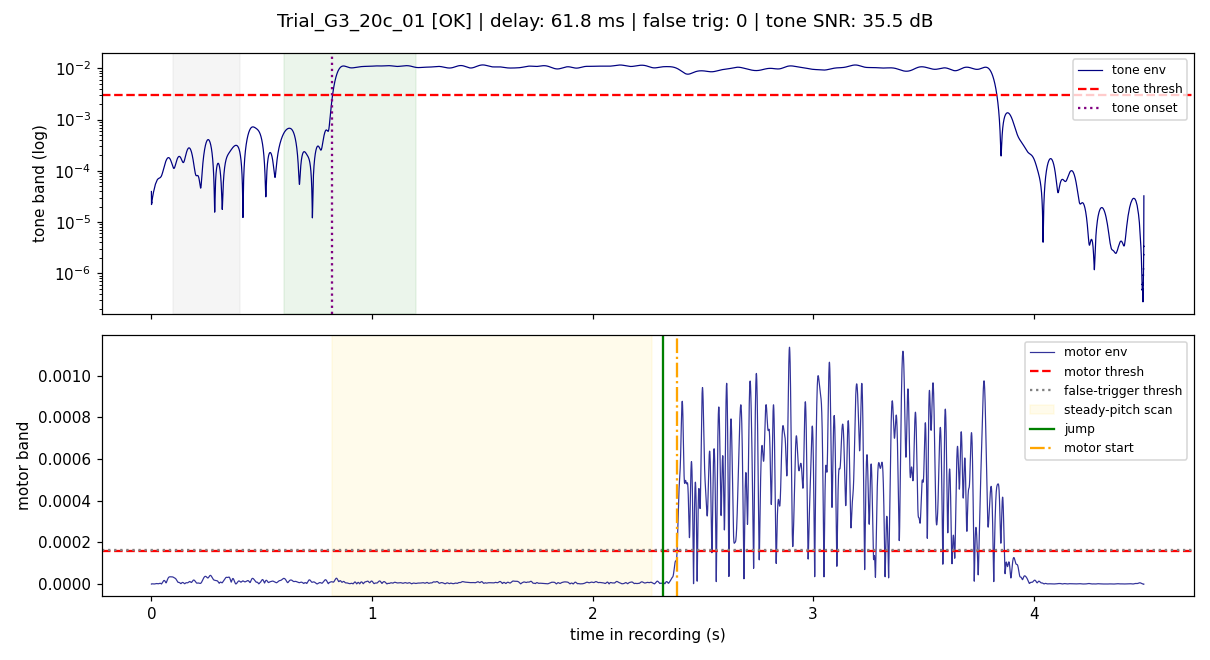 Trial_G3_20c_01 [OK] | delay: 61.8 ms | false trig: 0 | tone SNR: 35.5 dB
tone band (log)
10⁻²
10⁻³
10⁻⁴
10⁻⁵
10⁻⁶
tone env
tone thresh
tone onset
motor band
0.0010
0.0008
0.0006
0.0004
0.0002
0.0000
motor env
motor thresh
false-trigger thresh
steady-pitch scan
jump
motor start
0 1 2 3 4
time in recording (s)